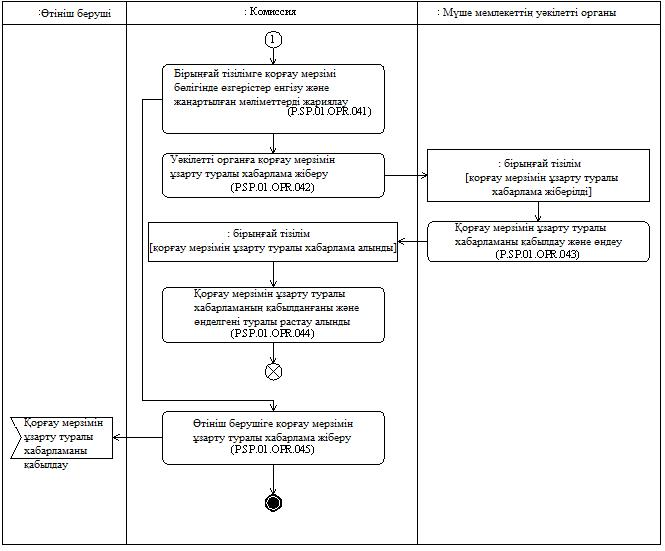 :Өтініш беруші
: Комиссия
: Мүше мемлекеттің уәкілетті органы
1
Бірыңғай тізілімге қорғау мерзімі
бөлігінде өзгерістер енгізу және
жаңартылған мәліметтерді жариялау
(P.SP.01.OPR.041)
Уәкілетті органға қорғау мерзімін
ұзарту туралы хабарлама жіберу
(P.SP.01.OPR.042)
: бірыңғай тізілім
[қорғау мерзімін ұзарту туралы
хабарлама жіберілді]
Қорғау мерзімін ұзарту туралы
хабарламаны қабылдау және өңдеу
(P.SP.01.OPR.043)
: бірыңғай тізілім
[қорғау мерзімін ұзарту туралы хабарлама алынды]
Қорғау мерзімін ұзарту туралы
хабарламаның қабылданғаны және
өңделгені туралы растау алынды
(P.SP.01.OPR.044)
Өтініш берушіге қорғау мерзімін
ұзарту туралы хабарлама жіберу
(P.SP.01.OPR.045)
Қорғау мерзімін
ұзарту туралы
хабарламаны
қабылдау